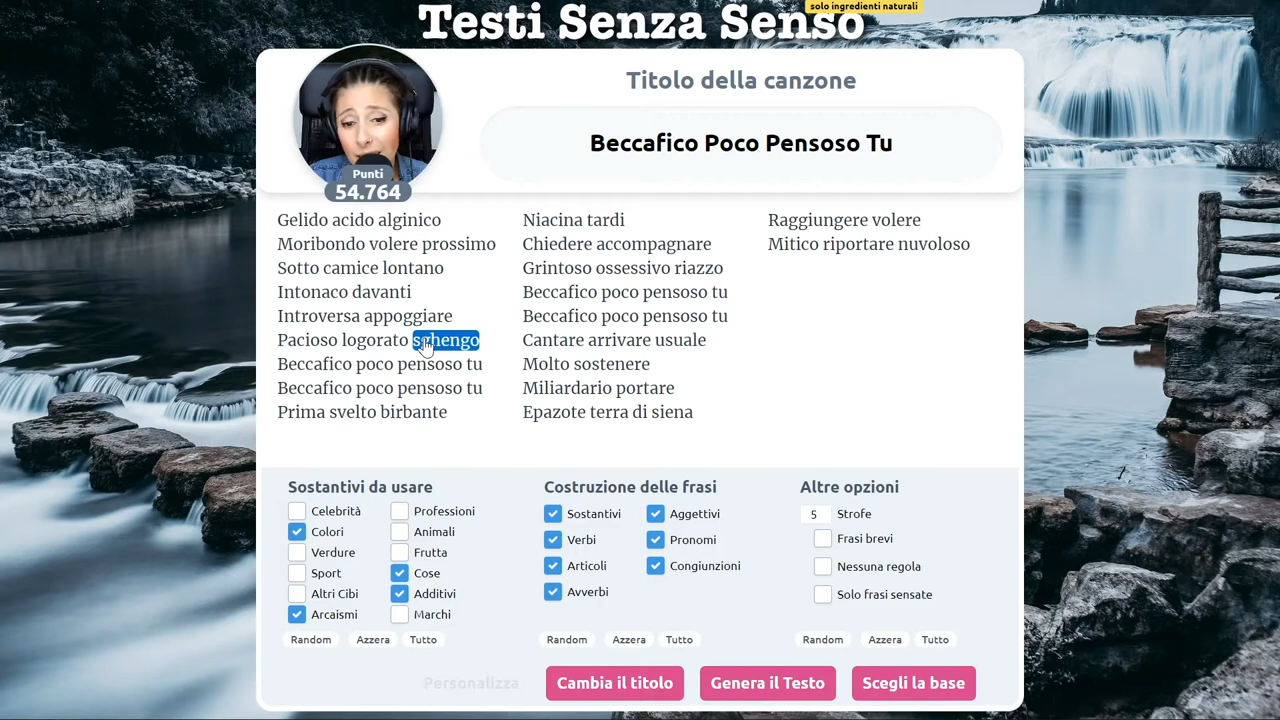 solo ingredienti naturali
Testi Senza Senso
Titolo della canzone
Beccafico Poco Pensoso Tu
Punti
54.764
Gelido acido alginico
Moribondo volere prossimo
Sotto camice lontano
Intonaco davanti
Introversa appoggiare
Pacioso logorato schengo
Beccafico poco pensoso tu
Beccafico poco pensoso tu
Prima svelto birbante
Niacina tardi
Chiedere accompagnare
Grintoso ossessivo riazzo
Beccafico poco pensoso tu
Beccafico poco pensoso tu
Cantare arrivare usuale
Molto sostenere
Miliardario portare
Epazote terra di siena
Raggiungere volere
Mitico riportare nuvoloso
Sostantivi da usare
Celebrità
Professioni
Colori
Animali
Verdure
Frutta
Sport
Cose
Altri Cibi
Additivi
Arcaismi
Marchi
Random Azzera Tutto
Costruzione delle frasi
Sostantivi
Aggettivi
Verbi
Pronomi
Articoli
Congiunzioni
Avverbi
Random Azzera Tutto
Altre opzioni
5 Strofe
Frasi brevi
Nessuna regola
Solo frasi sensate
Random Azzera Tutto
Personalizza
Cambia il titolo
Genera il Testo
Scegli la base